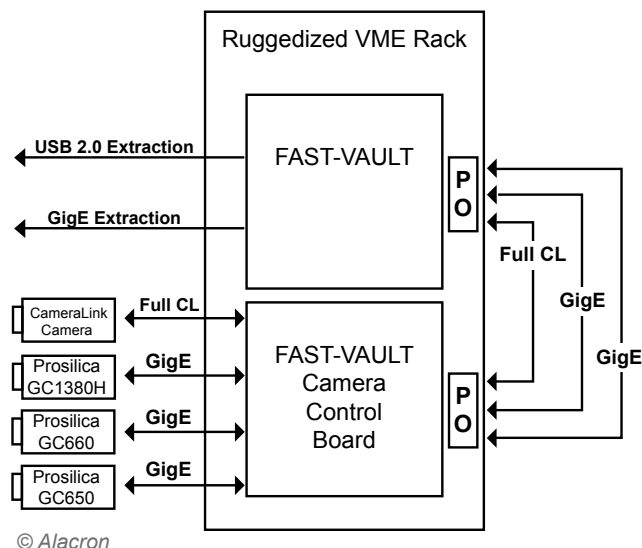 Ruggedized VME Rack
USB 2.0 Extraction
FAST-VAULT
P
O
GigE Extraction
Full CL
GigE
GigE
CameraLink
Camera
Full CL
Prosilica
GC1380H
GigE
FAST-VAULT
Camera
Control
Board
P
O
Prosilica
GC660
GigE
Prosilica
GC650
GigE
© Alacron